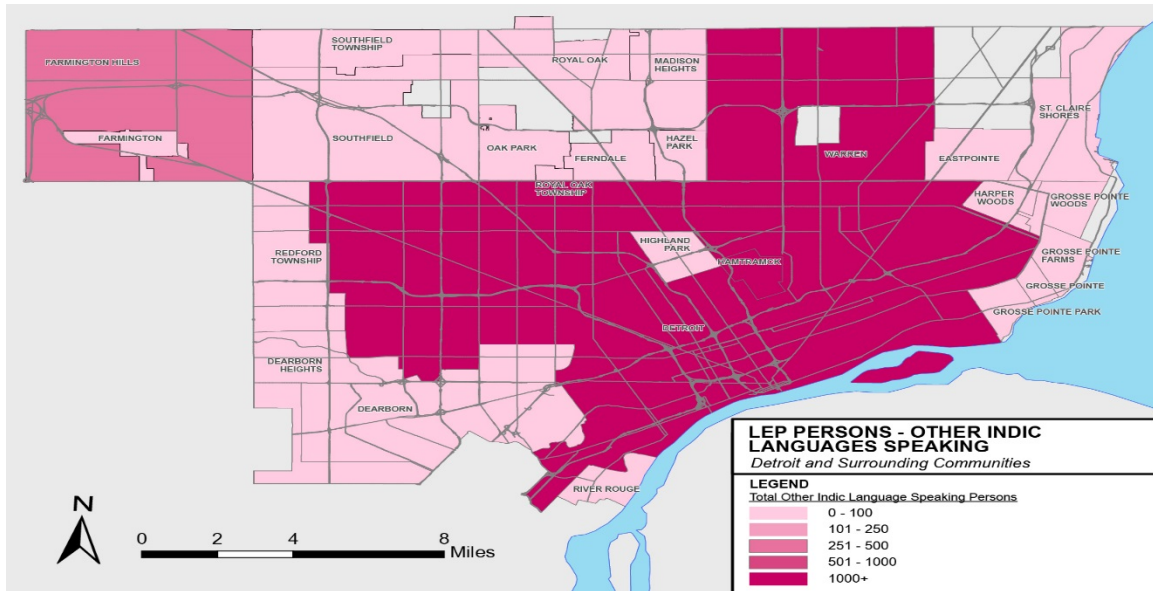 SOUTHFIELD
TOWNSHIP
ROYAL OAK
MADISON
HEIGHTS
FARMINGTON HILLS
ST. CLAIRE
SHORES
FARMINGTON
SOUTHFIELD
OAK PARK
HAZEL
PARK
FERNDALE
WARREN
EASTPOINTE
ROYAL OAK
TOWNSHIP
HARPER
WOODS
GROSSE POINTE
WOODS
HIGHLAND
PARK
REDFORD
TOWNSHIP
HAMTRAMCK
GROSSE POINTE
FARMS
GROSSE POINTE
GROSSE POINTE PARK
DETROIT
DEARBORN
HEIGHTS
DEARBORN
RIVER ROUGE
N
0 2 4 8
Miles
LEP PERSONS - OTHER INDIC
LANGUAGES SPEAKING
Detroit and Surrounding Communities
LEGEND
Total Other Indic Language Speaking Persons
0 - 100
101 - 250
251 - 500
501 - 1000
1000+